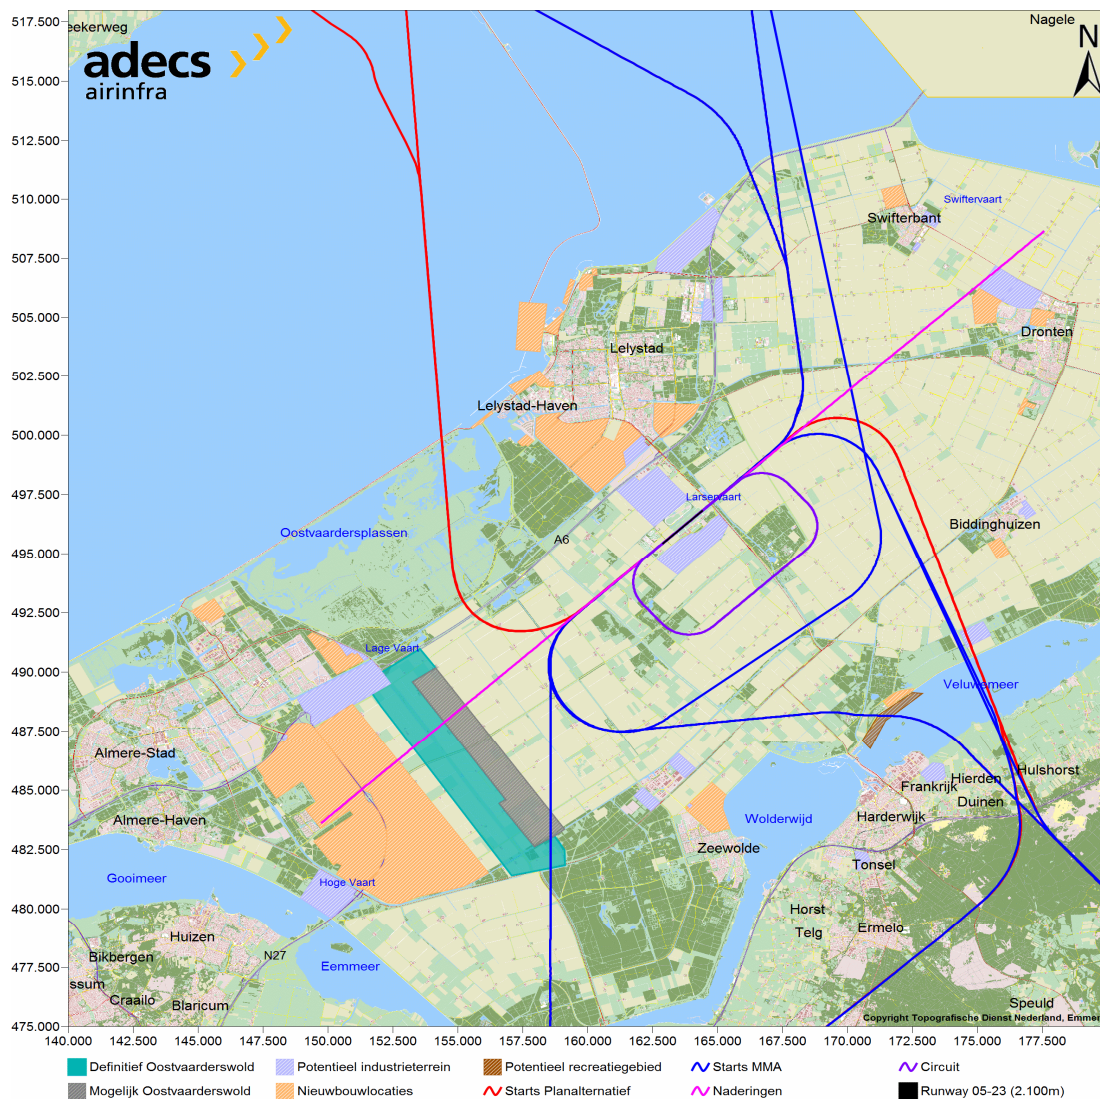 517.500
eekerweg
Nagele
N
adecs
airinfra
515.000
512.500
510.000
Swiftervaart
Swifterbant
507.500
505.000
Dronten
Lelystad
502.500
Lelystad-Haven
500.000
497.500
Larservaart
Biddinghuizen
Oostvaardersplassen
A6
495.000
492.500
Lage Vaart
490.000
Veluwemeer
487.500
Almere-Stad
Hulshorst
Hierden
Frankrijk
485.000
Duinen
Almere-Haven
Wolderwijd
Harderwijk
482.500
Zeewolde
Tonsel
Gooimeer
Hoge Vaart
480.000
Horst
Telg
Ermelo
Huizen
Bikbergen
N27
477.500
Eemmeer
ssum
Craailo
Blaricum
Speuld
Copyright Topografische Dienst Nederland, Emmer
475.000
140.000 142.500 145.000 147.500 150.000 152.500 155.000 157.500 160.000 162.500 165.000 167.500 170.000 172.500 175.000 177.500
Definitief Oostvaarderswold Potentieel industrieterrein Potentieel recreatiegebied Starts MMA Circuit
Mogelijk Oostvaarderswold Nieuwbouwlocaties Starts Planalternatief Naderingen Runway 05-23 (2.100m)